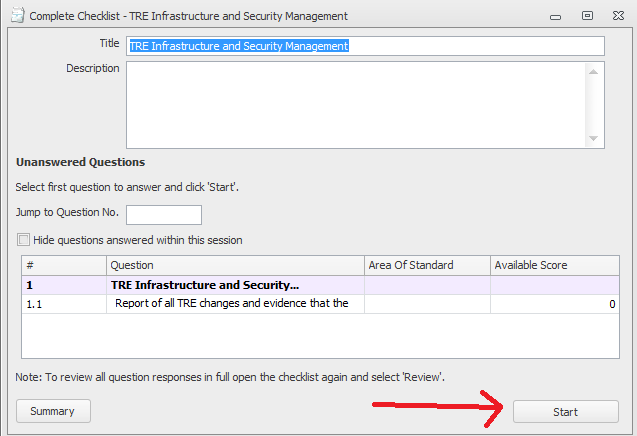 Complete Checklist - TRE Infrastructure and Security Management
Title TRE Infrastructure and Security Management
Description
Unanswered Questions
Select first question to answer and click 'Start'.
Jump to Question No.
Hide questions answered within this session
# Question Area Of Standard Available Score
1 TRE Infrastructure and Security...
1.1 Report of all TRE changes and evidence that the 0
Note: To review all question responses in full open the checklist again and select 'Review'.
Summary Start